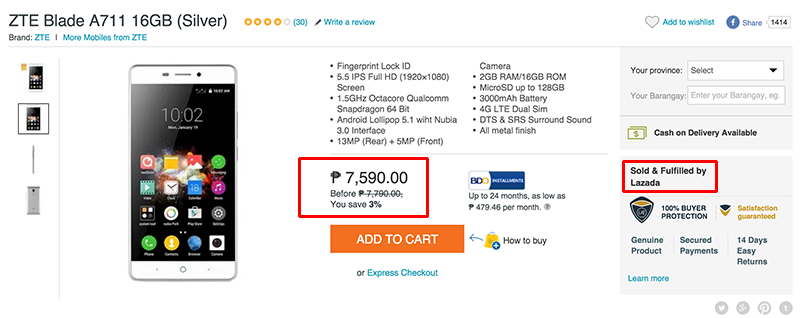 ZTE Blade A711 16GB (Silver)
(30)
Write a review
Add to wishlist
Share
1414
Brand: ZTE | More Mobiles from ZTE
• Fingerprint Lock ID
• 5.5 IPS Full HD (1920x1080)
Screen
• 1.5GHz Octacore Qualcomm
Snapdragon 64 Bit
• Android Lollipop 5.1 wiht Nubia
3.0 Interface
• 13MP (Rear) + 5MP (Front)
Camera
• 2GB RAM/16GB ROM
• MicroSD up to 128GB
• 3000mAh Battery
• 4G LTE Dual Sim
• DTS & SRS Surround Sound
• All metal finish
10:07
MONDAY, JANUARY 19
₱ 7,590.00
Before ₱ 7,790.00,
You save 3%
BDO INSTALLMENTS
Up to 24 months, as low as
₱ 479.46 per month.
ADD TO CART
How to buy
or Express Checkout
Your province:
Select
Your Barangay:
Enter your Barangay, eg.
Cash on Delivery Available
Sold & Fulfilled by
Lazada
100% BUYER
PROTECTION
Satisfaction
guaranteed
Genuine
Product
Secured
Payments
14 Days
Easy
Returns
Learn more